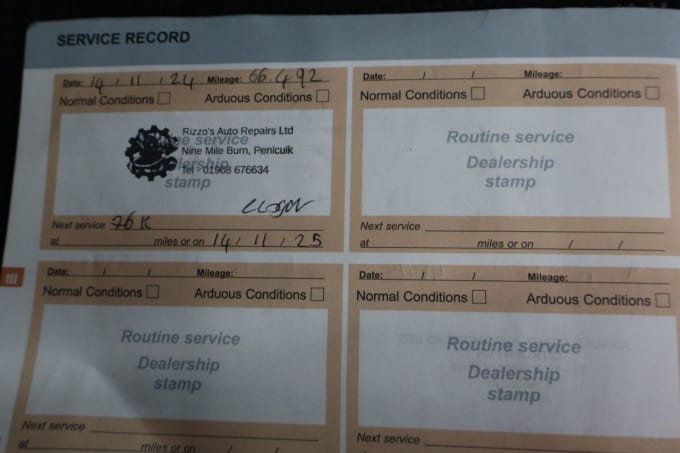 SERVICE RECORD
Date: 14 / 11 / 24 Mileage: 66.492
Normal Conditions Arduous Conditions
Rizzo's Auto Repairs Ltd
service
Nine Mile Burn, Penicuik
lership
Tel - 01968 676634
stamp
Next service 76K
at miles or on 14 / 11 / 25
Date: / / Mileage:
Normal Conditions Arduous Conditions
Routine service
Dealership
stamp
Next service
at miles or on / /
Date: / / Mileage:
Normal Conditions Arduous Conditions
Routine service
Dealership
stamp
Next service
at miles or on / /
Date: / / Mileage:
Normal Conditions Arduous Conditions
Routine service
Dealership
stamp
Next service